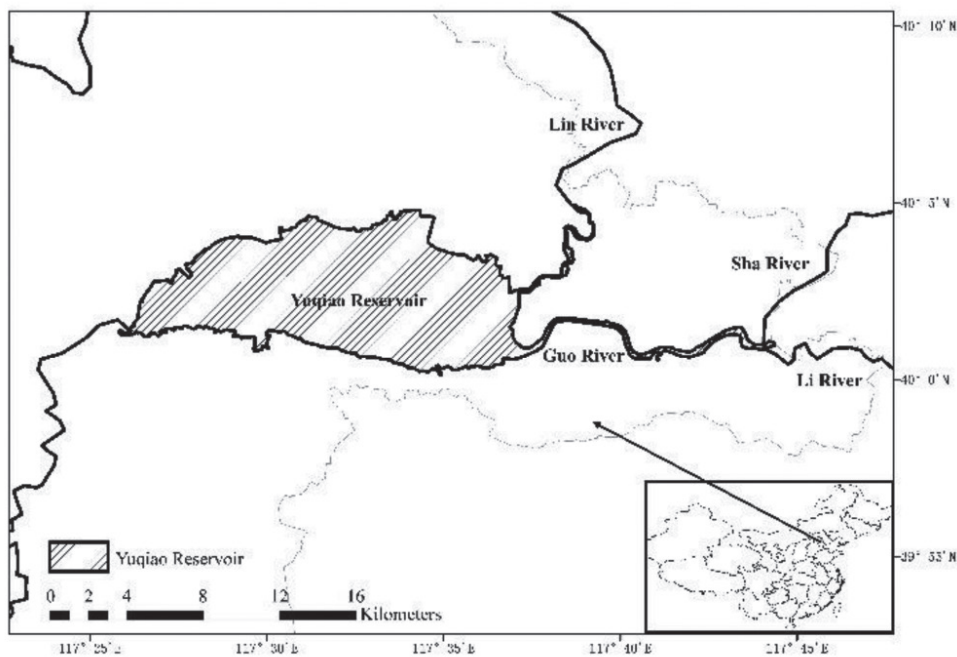 40° 10′N
Lin River
40° 5′N
Sha River
Yuqiao Reservoir
Guo River
Li River
40° 0′N
Yuqiao Reservoir
39° 53′N
0 2 4 8 12 16
Kilometers
117° 25′E 117° 30′E 117° 35′E 117° 40′E 117° 45′E